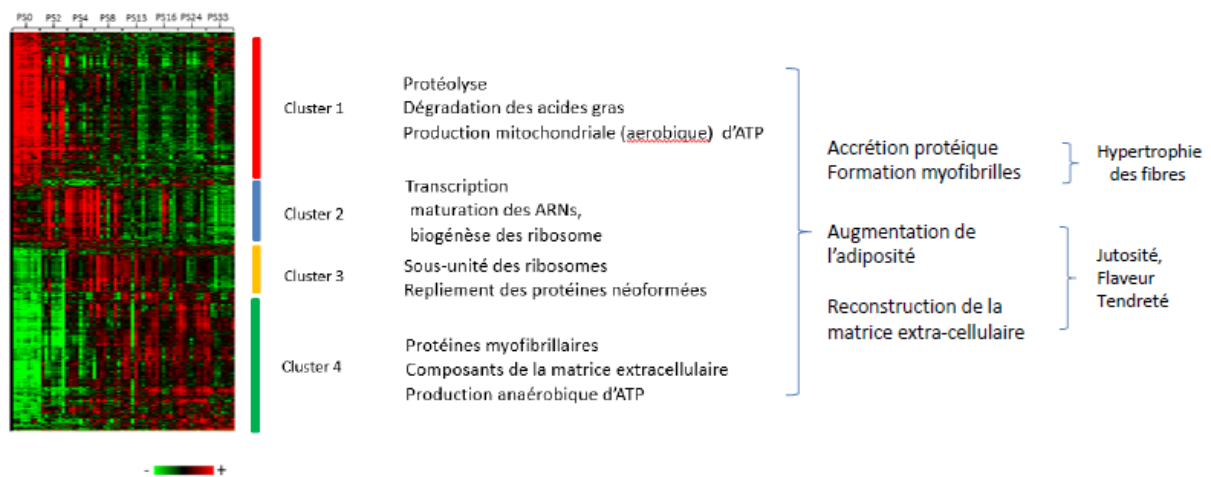 PS0 PS2 PS4 PS8 PS13 PS16 PS24 PS33
Cluster 1
Protéolyse
Dégradation des acides gras
Production mitochondriale (aerobique) d'ATP
Cluster 2
Transcription
maturation des ARNs,
biogénèse des ribosome
Cluster 3
Sous-unité des ribosomes
Repliement des protéines néoformées
Cluster 4
Protéines myofibrillaires
Composants de la matrice extracellulaire
Production anaérobique d'ATP
Accrétion protéique
Formation myofibrilles
Hypertrophie
des fibres
Augmentation de
l'adiposité
Reconstruction de la
matrice extra-cellulaire
Jutosité,
Flaveur
Tendreté
- +